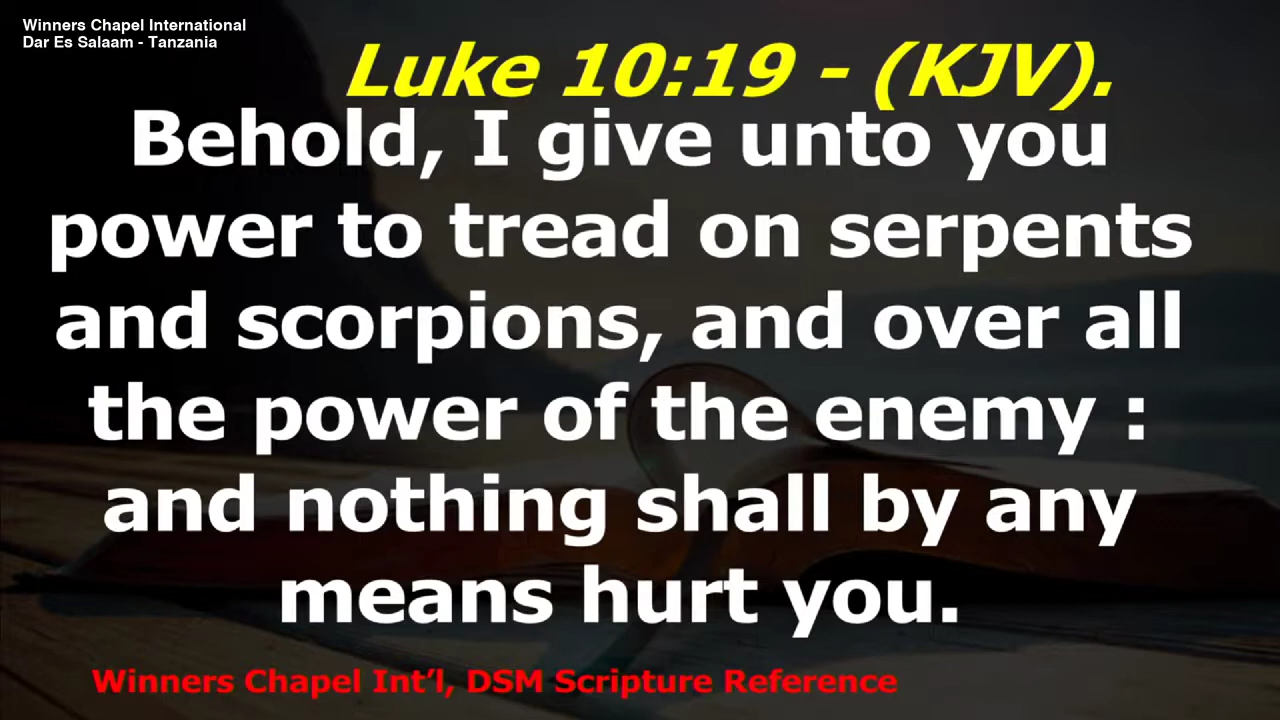 Winners Chapel International
Dar Es Salaam - Tanzania
Luke 10:19 - (KJV).
Behold, I give unto you
power to tread on serpents
and scorpions, and over all
the power of the enemy :
and nothing shall by any
means hurt you.
Winners Chapel Int’l, DSM Scripture Reference